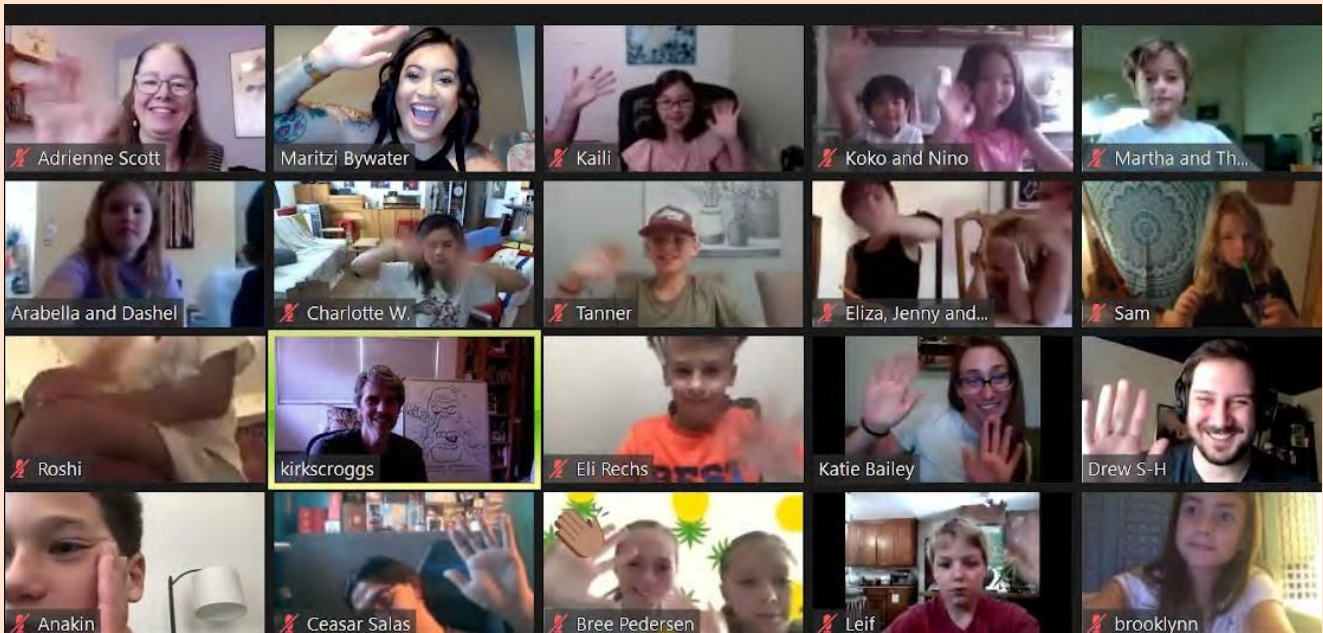 Adrienne Scott
Maritzi Bywater
Kaili
Koko and Nino
Martha and Th...
Arabella and Dashel
Charlotte W.
Tanner
Eliza, Jenny and...
Sam
Roshi
kirkscroggs
Eli Rechs
Katie Bailey
Drew S-H
Anakin
Ceasar Salas
Bree Pedersen
Leif
brooklynn